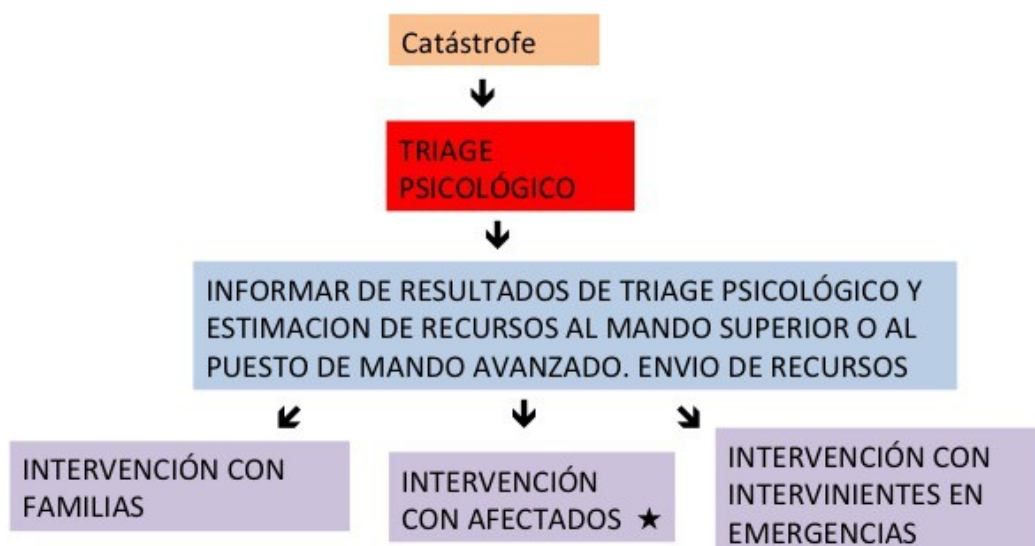 Catástrofe
TRIAGE
PSICOLÓGICO
INFORMAR DE RESULTADOS DE TRIAGE PSICOLÓGICO Y
ESTIMACION DE RECURSOS AL MANDO SUPERIOR O AL
PUESTO DE MANDO AVANZADO. ENVIO DE RECURSOS
INTERVENCIÓN CON
FAMILIAS
INTERVENCIÓN
CON AFECTADOS ★
INTERVENCIÓN CON
INTERVINIENTES EN
EMERGENCIAS